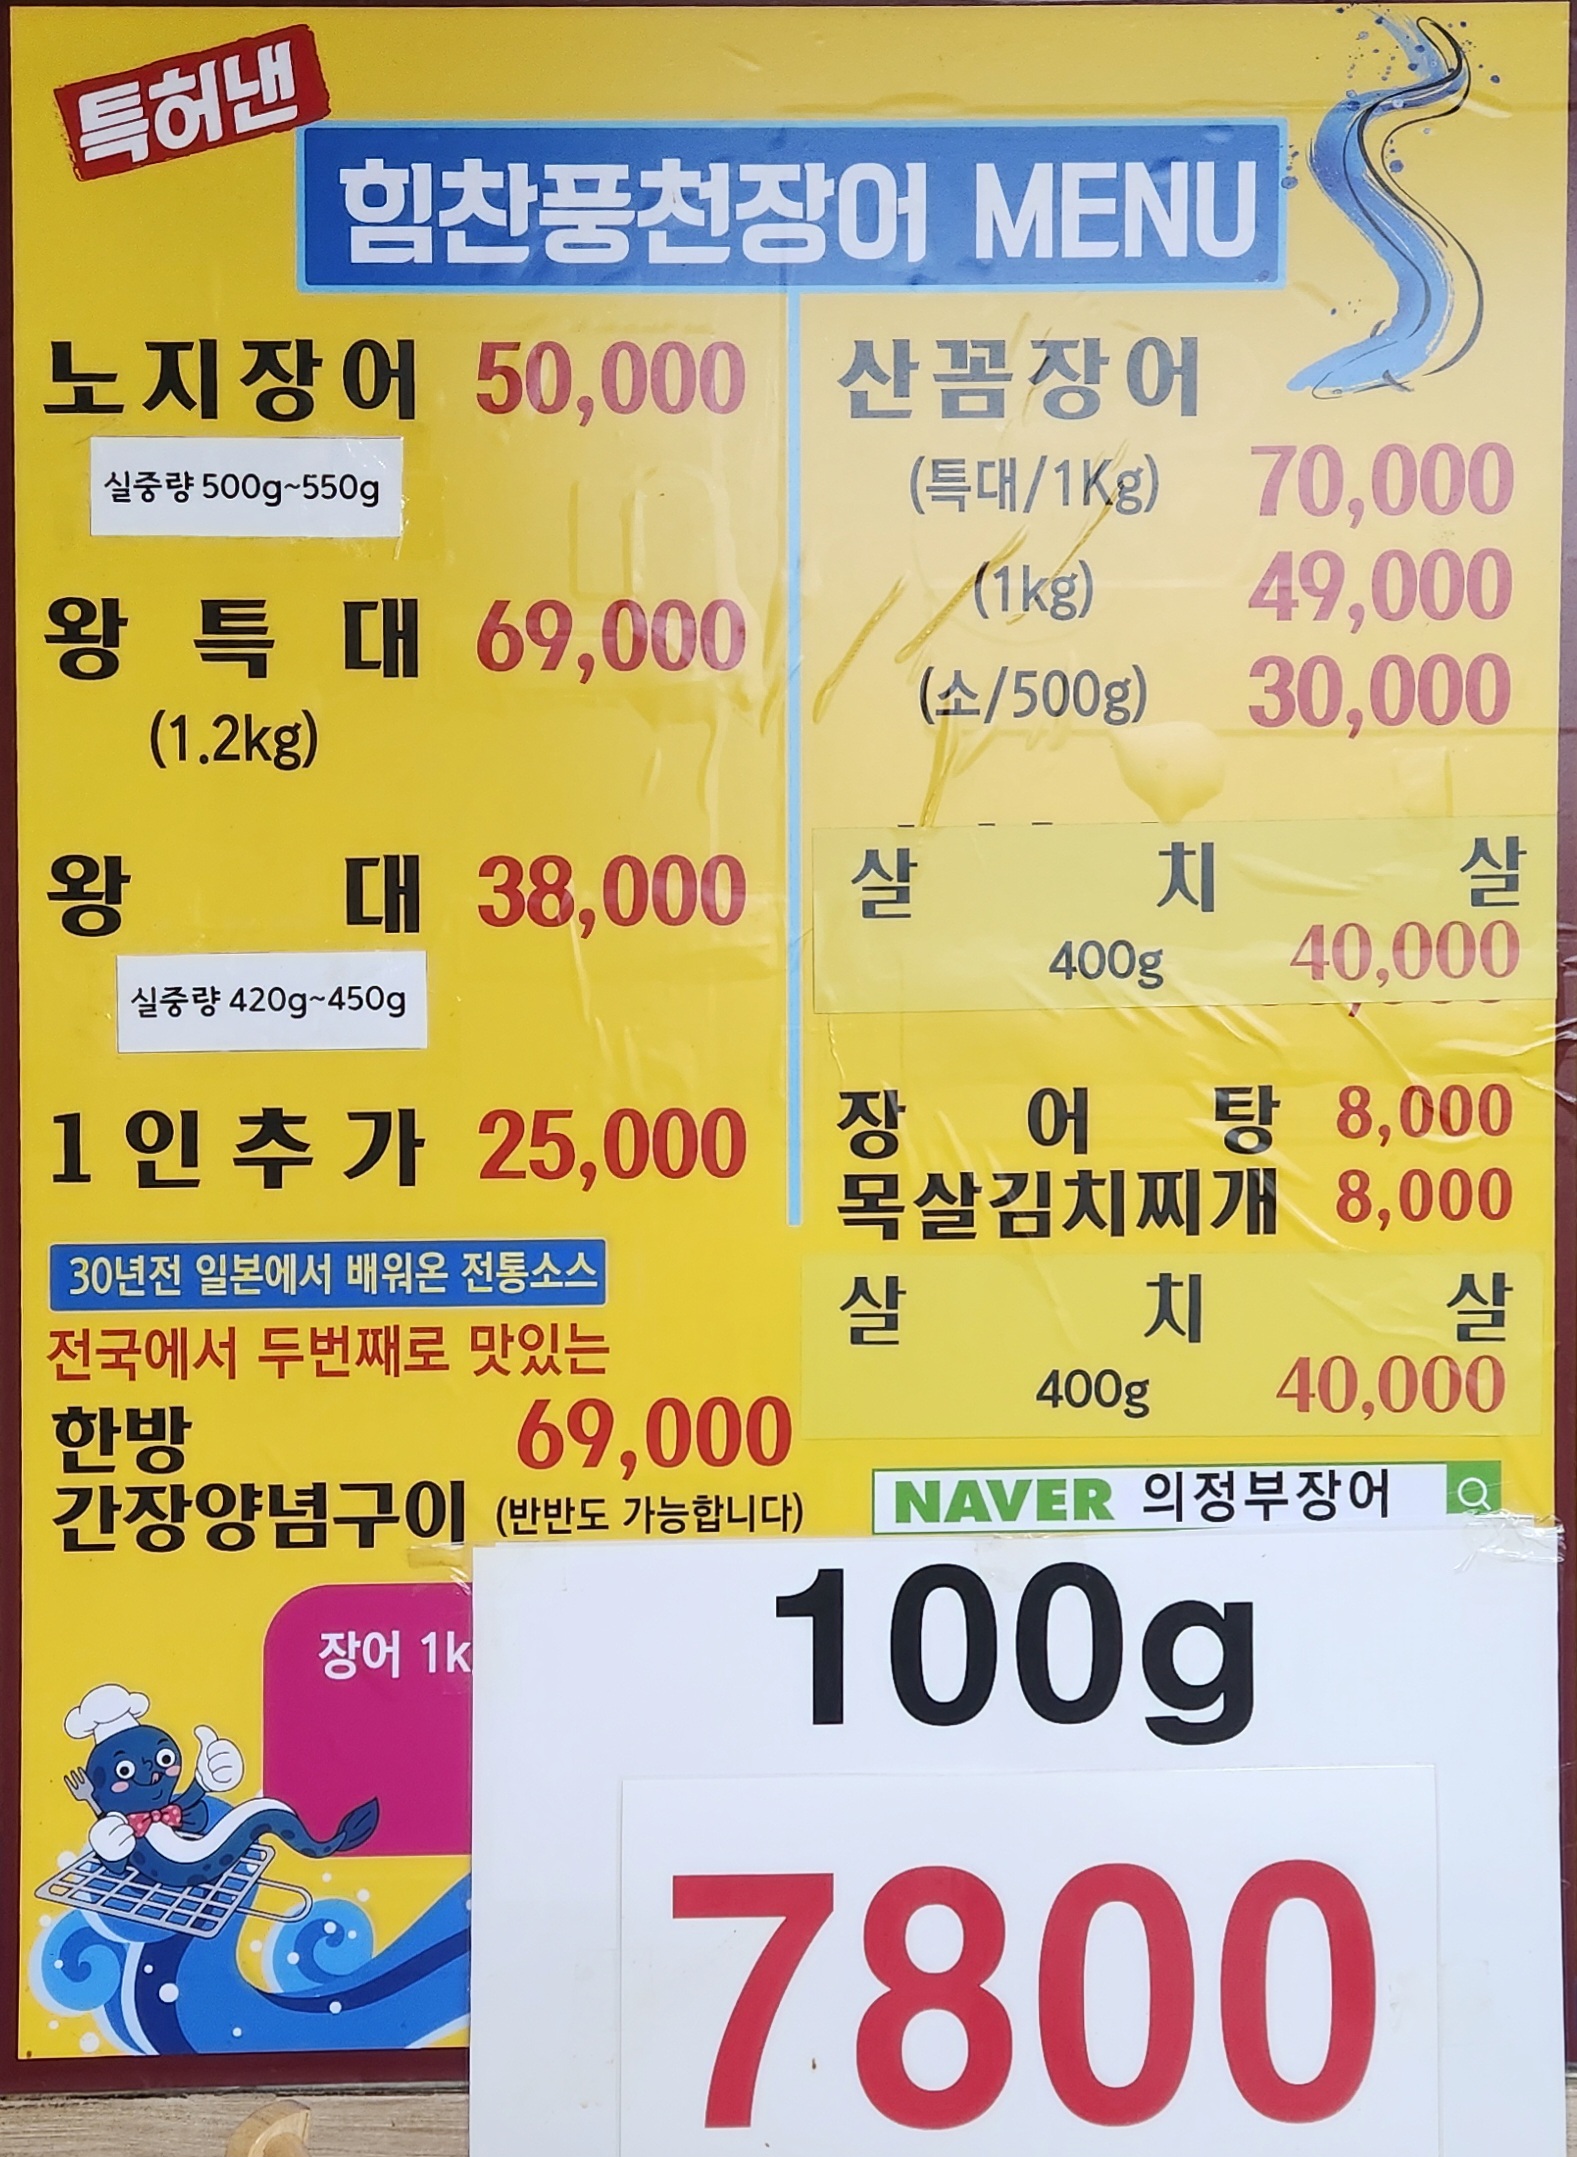 특허낸
힘찬풍천장어 MENU
노지장어 50,000
실중량 500g~550g
왕특대 69,000
(1.2kg)
왕대 38,000
실중량 420g~450g
1인추가 25,000
30년전 일본에서 배워온 전통소스
전국에서 두번째로 맛있는
한방 69,000
간장양념구이 (반반도 가능합니다)
장어 1k
산꼼장어
(특대/1Kg) 70,000
(1kg) 49,000
(소/500g) 30,000
살치살
400g 40,000
장어탕 8,000
목살김치찌개 8,000
살치살
400g 40,000
NAVER 의정부장어
100g
7800